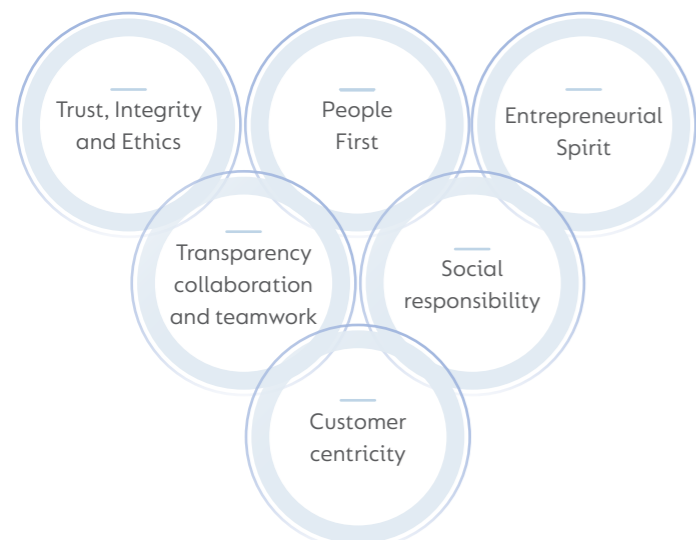 Trust, Integrity
and Ethics
People
First
Entrepreneurial
Spirit
Transparency
collaboration
and teamwork
Social
responsibility
Customer
centricity